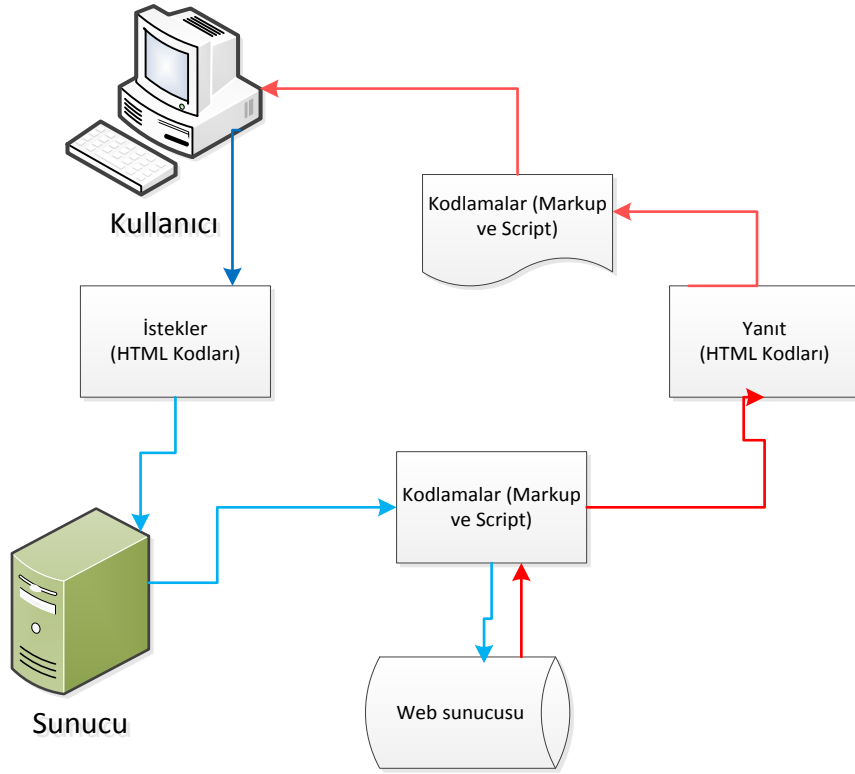 Kullanıcı
Kodlamalar (Markup
ve Script)
İstekler
(HTML Kodları)
Yanıt
(HTML Kodları)
Kodlamalar (Markup
ve Script)
Sunucu
Web sunucusu